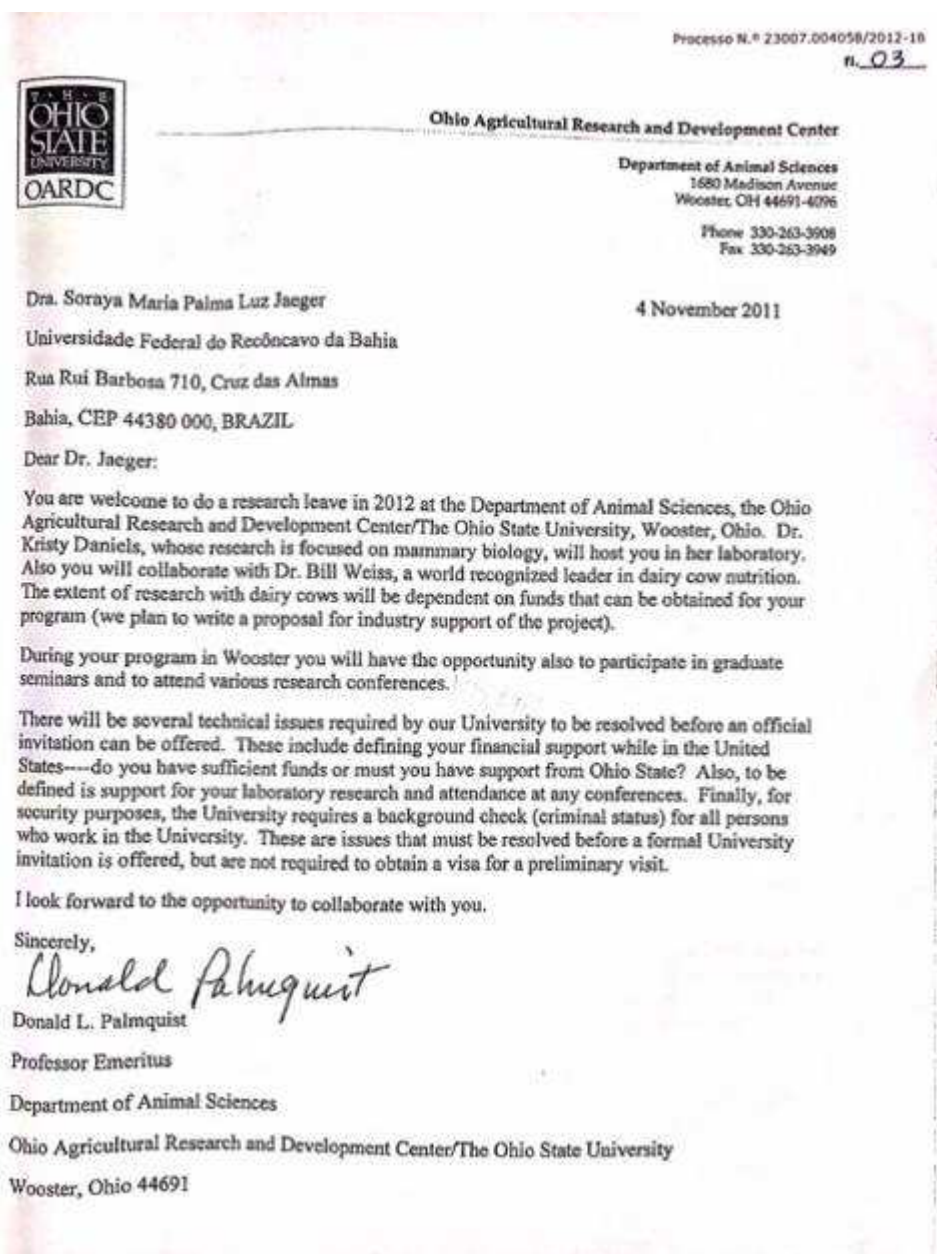 Processo N.º 23007.004058/2012-18
fl. 03
THE
OHIO
STATE
UNIVERSITY
OARDC
Ohio Agricultural Research and Development Center
Department of Animal Sciences
1680 Madison Avenue
Wooster, OH 44691-4096
Phone 330-263-3908
Fax 330-263-3949
Dra. Soraya Maria Palma Luz Jaeger
4 November 2011
Universidade Federal do Recôncavo da Bahia
Rua Rui Barbosa 710, Cruz das Almas
Bahia, CEP 44380 000, BRAZIL
Dear Dr. Jaeger:
You are welcome to do a research leave in 2012 at the Department of Animal Sciences, the Ohio
Agricultural Research and Development Center/The Ohio State University, Wooster, Ohio. Dr.
Kristy Daniels, whose research is focused on mammary biology, will host you in her laboratory.
Also you will collaborate with Dr. Bill Weiss, a world recognized leader in dairy cow nutrition.
The extent of research with dairy cows will be dependent on funds that can be obtained for your
program (we plan to write a proposal for industry support of the project).
During your program in Wooster you will have the opportunity also to participate in graduate
seminars and to attend various research conferences.
There will be several technical issues required by our University to be resolved before an official
invitation can be offered. These include defining your financial support while in the United
States----do you have sufficient funds or must you have support from Ohio State? Also, to be
defined is support for your laboratory research and attendance at any conferences. Finally, for
security purposes, the University requires a background check (criminal status) for all persons
who work in the University. These are issues that must be resolved before a formal University
invitation is offered, but are not required to obtain a visa for a preliminary visit.
I look forward to the opportunity to collaborate with you.
Sincerely,
Donald Palmquist
Donald L. Palmquist
Professor Emeritus
Department of Animal Sciences
Ohio Agricultural Research and Development Center/The Ohio State University
Wooster, Ohio 44691